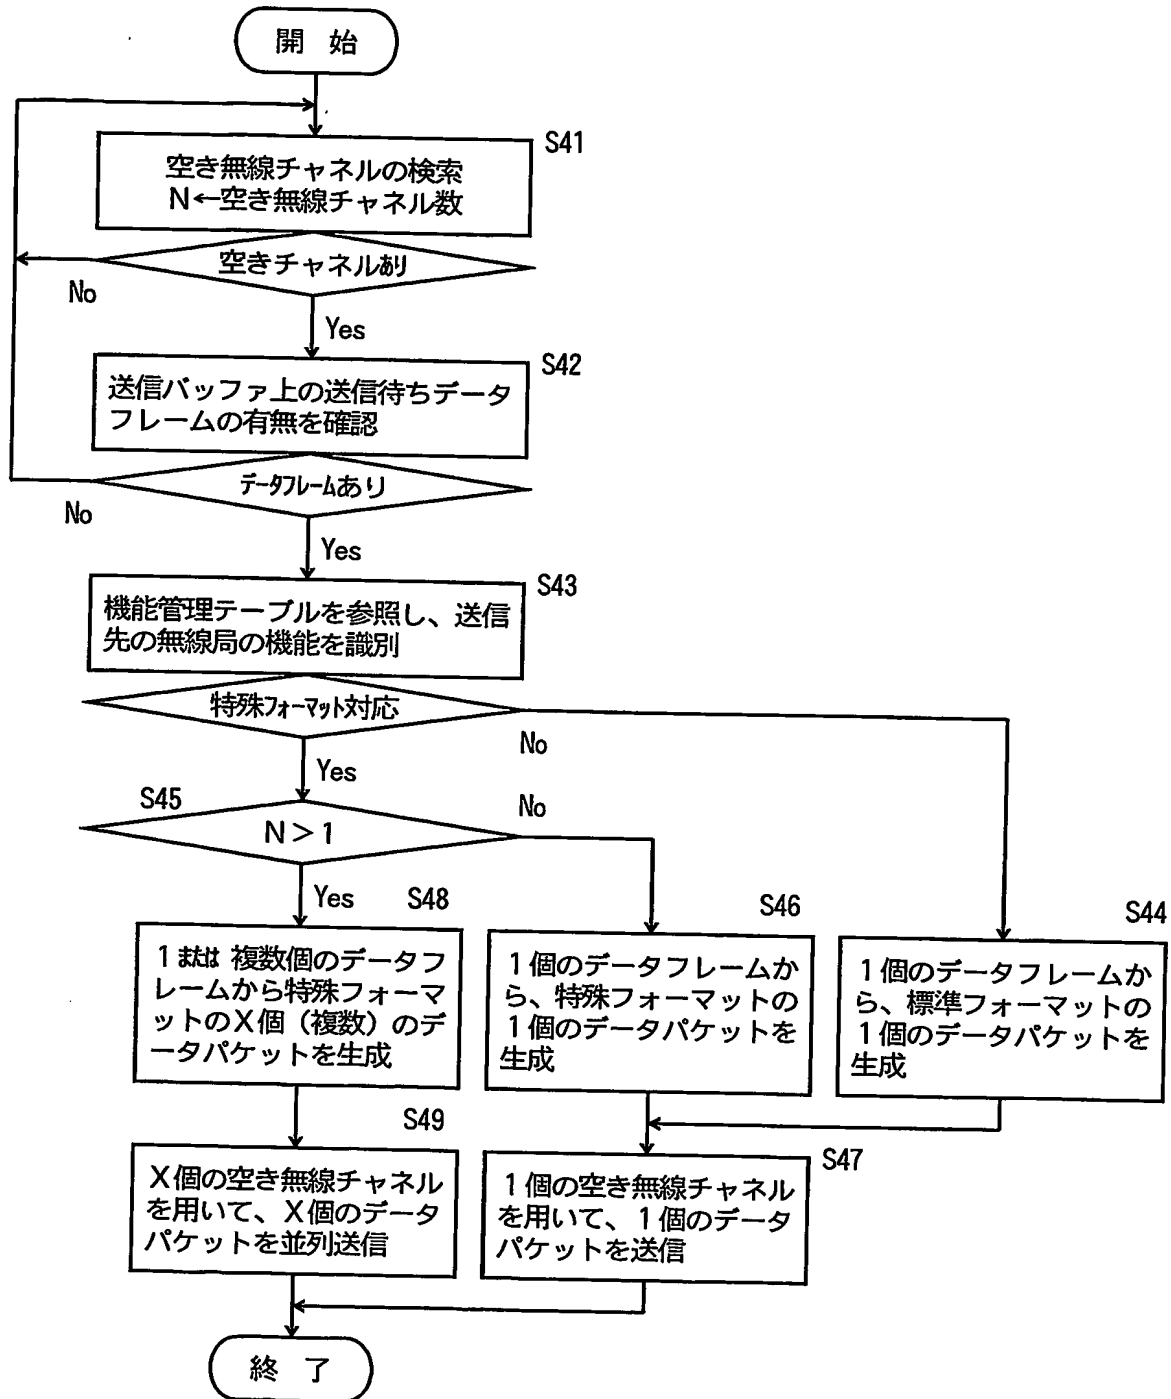 開 始
S41
空き無線チャネルの検索
N←空き無線チャネル数
空きチャネルあり
No
Yes
S42
送信バッファ上の送信待ちデータ
フレームの有無を確認
データフレームあり
No
Yes
S43
機能管理テーブルを参照し、送信
先の無線局の機能を識別
特殊フォーマット対応
No
Yes
S45
N>1
No
Yes
S48
1または複数個のデータフ
レームから特殊フォーマ
ットのX個(複数)のデ
ータパケットを生成
S46
1個のデータフレームか
ら、特殊フォーマットの
1個のデータパケットを
生成
S44
1個のデータフレームか
ら、標準フォーマットの
1個のデータパケットを
生成
S49
X個の空き無線チャネル
を用いて、X個のデータ
パケットを並列送信
S47
1個の空き無線チャネル
を用いて、1個のデータ
パケットを送信
終 了